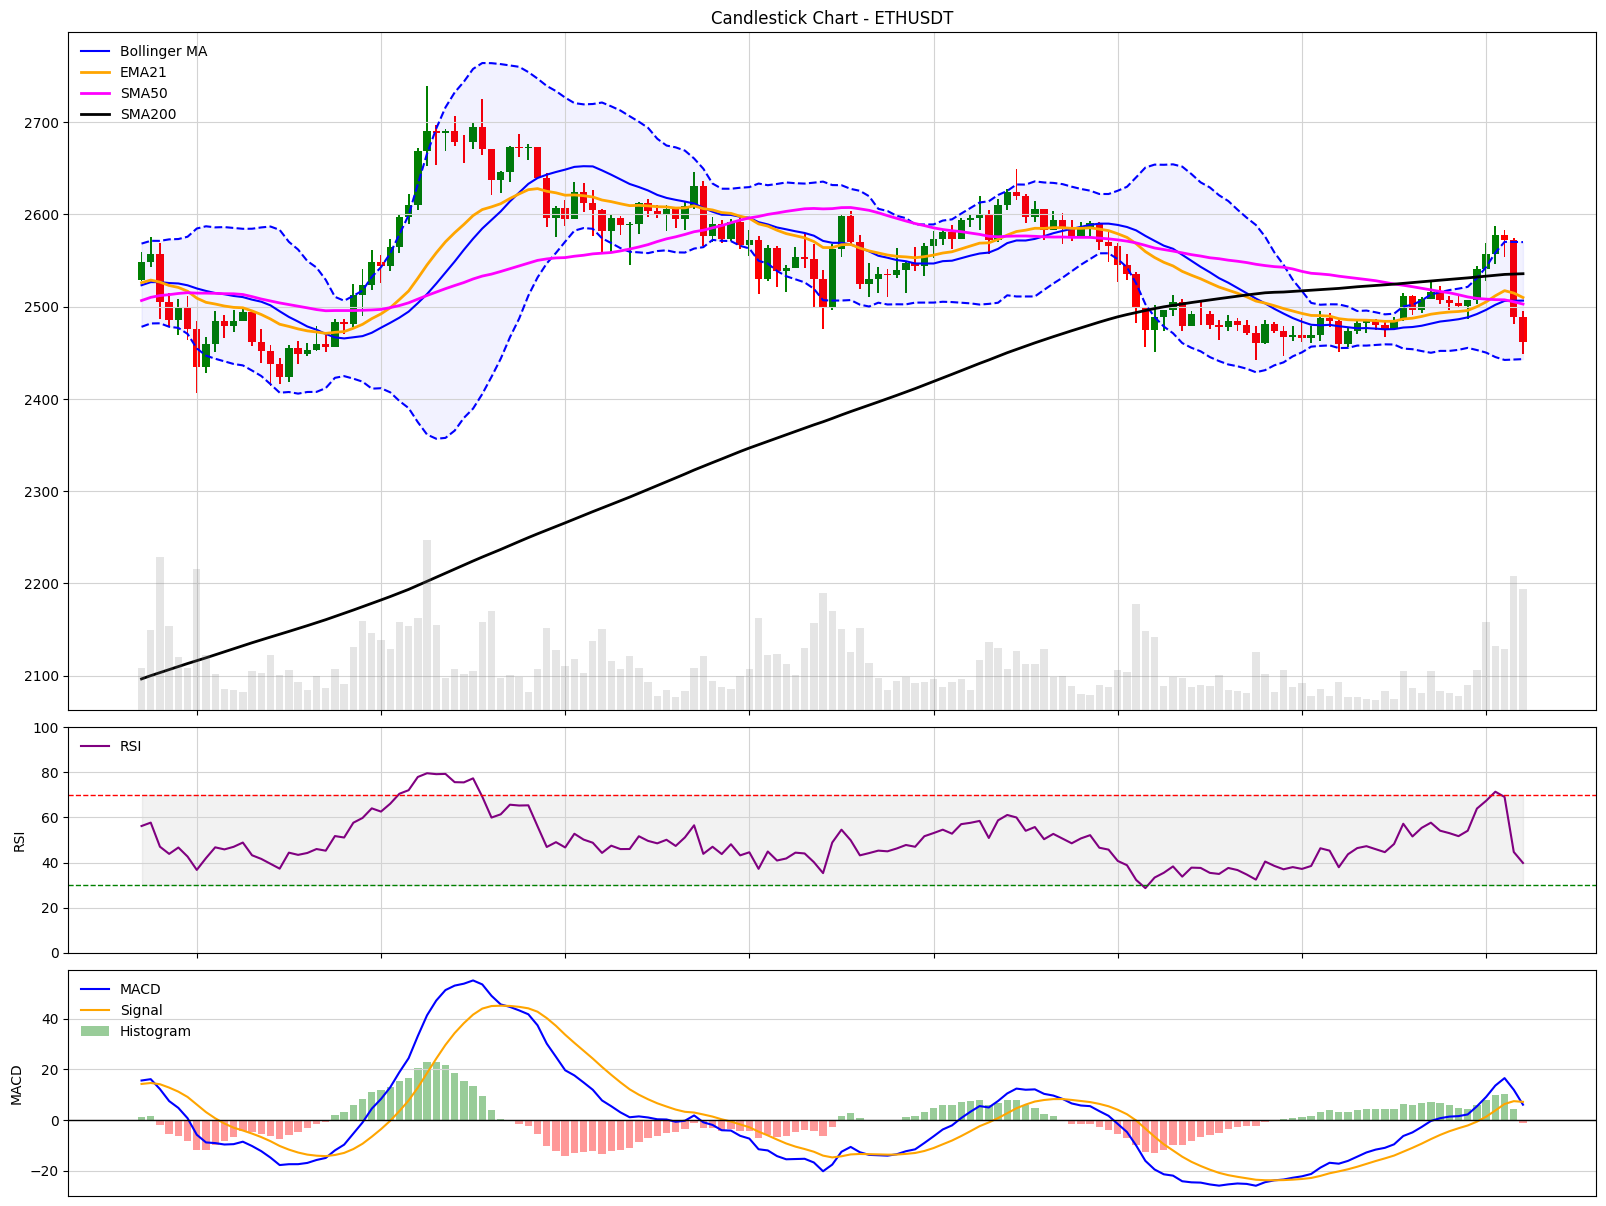 Candlestick Chart - ETHUSDT
Bollinger MA
EMA21
SMA50
SMA200
2700
2600
2500
2400
2300
2200
2100
100
RSI
80
60
RSI
40
20
0
MACD
Signal
Histogram
40
20
MACD
0
−20